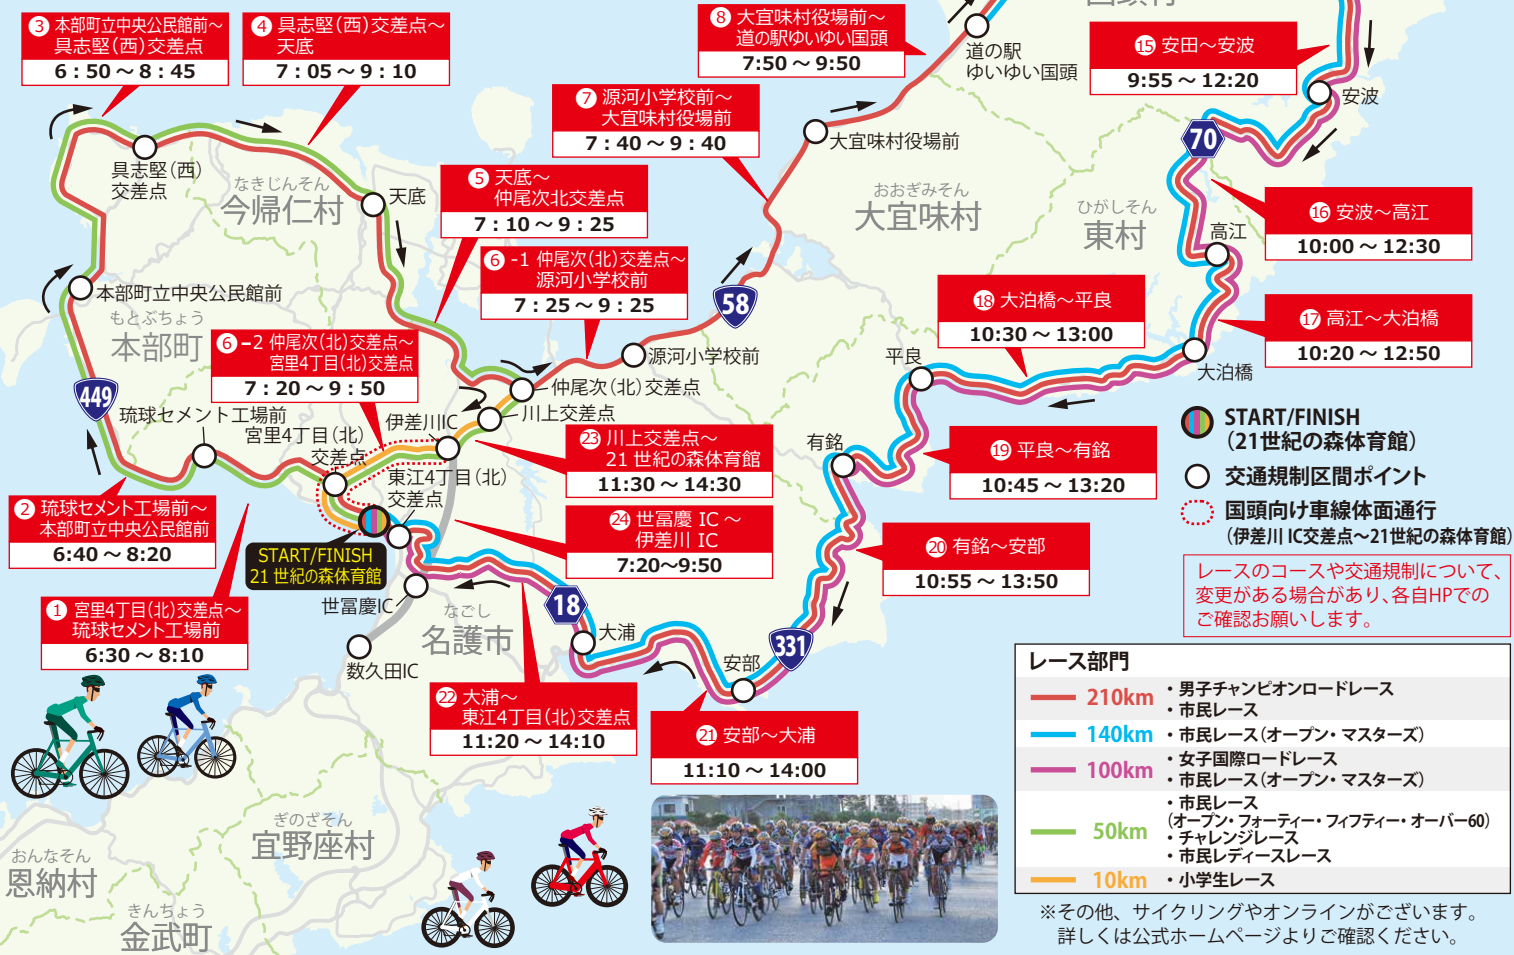 ③ 本部町立中央公民館前～
具志堅(西)交差点
6：50～8：45
④ 具志堅(西)交差点～
天底
7：05～9：10
⑧ 大宜味村役場前～
道の駅ゆいゆい国頭
7:50～9:50
道の駅
ゆいゆい国頭
⑮ 安田～安波
9:55～12:20
安波
⑦ 源河小学校前～
大宜味村役場前
7：40～9：40
大宜味村役場前
70
具志堅(西)
交差点
なきじんそん
今帰仁村
天底
⑤ 天底～
仲尾次北交差点
7：10～9：25
おおぎみそん
大宜味村
ひがしそん
東村
⑯ 安波～高江
10:00～12:30
高江
⑥ -1 仲尾次(北)交差点～
源河小学校前
7：25～9：25
58
本部町立中央公民館前
もとぶちょう
本部町
⑱ 大泊橋～平良
10:30～13:00
⑰ 高江～大泊橋
10:20～12:50
⑥ -2 仲尾次(北)交差点～
宮里4丁目(北)交差点
7：20～9：50
源河小学校前
平良
大泊橋
449
仲尾次(北)交差点
琉球セメント工場前
伊差川IC
川上交差点
宮里4丁目(北)
交差点
START/FINISH
(21世紀の森体育館)
交通規制区間ポイント
国頭向け車線体面通行
(伊差川IC交差点～21世紀の森体育館)
㉓ 川上交差点～
21世紀の森体育館
11:30～14:30
有銘
⑲ 平良～有銘
10:45～13:20
東江4丁目(北)
交差点
② 琉球セメント工場前～
本部町立中央公民館前
6:40～8:20
㉔ 世冨慶 IC～
伊差川 IC
7:20～9:50
⑳ 有銘～安部
10:55～13:50
START/FINISH
21世紀の森体育館
レースのコースや交通規制について、
変更がある場合があり、各自HPでの
ご確認お願いします。
① 宮里4丁目(北)交差点～
琉球セメント工場前
6:30～8:10
世冨慶IC
なごし
名護市
18
大浦
331
安部
数久田IC
㉒ 大浦～
東江4丁目(北)交差点
11:20～14:10
㉑ 安部～大浦
11:10～14:00
レース部門
210km ・男子チャンピオンロードレース
・市民レース
140km ・市民レース(オープン・マスターズ)
100km ・女子国際ロードレース
・市民レース(オープン・マスターズ)
・市民レース
(オープン・フォーティー・フィフティー・オーバー60)
50km ・チャレンジレース
・市民レディースレース
10km ・小学生レース
※その他、サイクリングやオンラインがございます。
詳しくは公式ホームページよりご確認ください。
ぎのざそん
宜野座村
おんなそん
恩納村
きんちょう
金武町